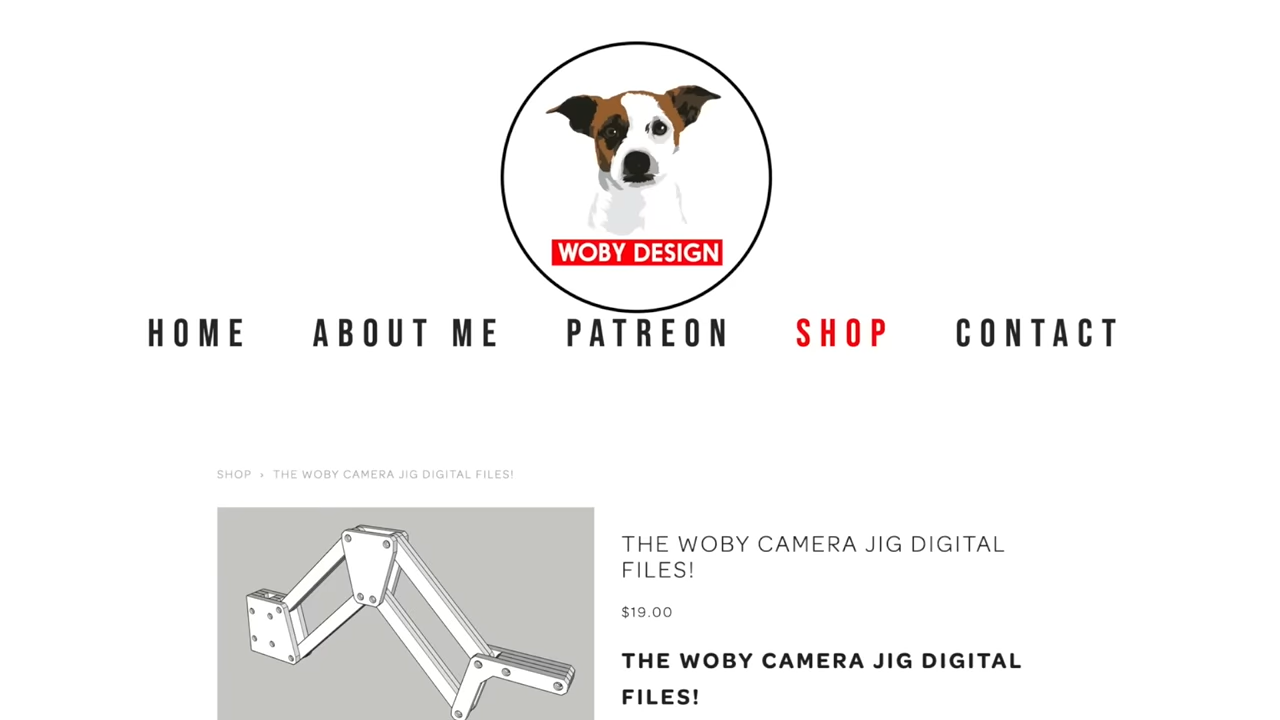 WOBY DESIGN
HOME ABOUT ME PATREON SHOP CONTACT
SHOP › THE WOBY CAMERA JIG DIGITAL FILES!
THE WOBY CAMERA JIG DIGITAL
FILES!
$19.00
THE WOBY CAMERA JIG DIGITAL
FILES!